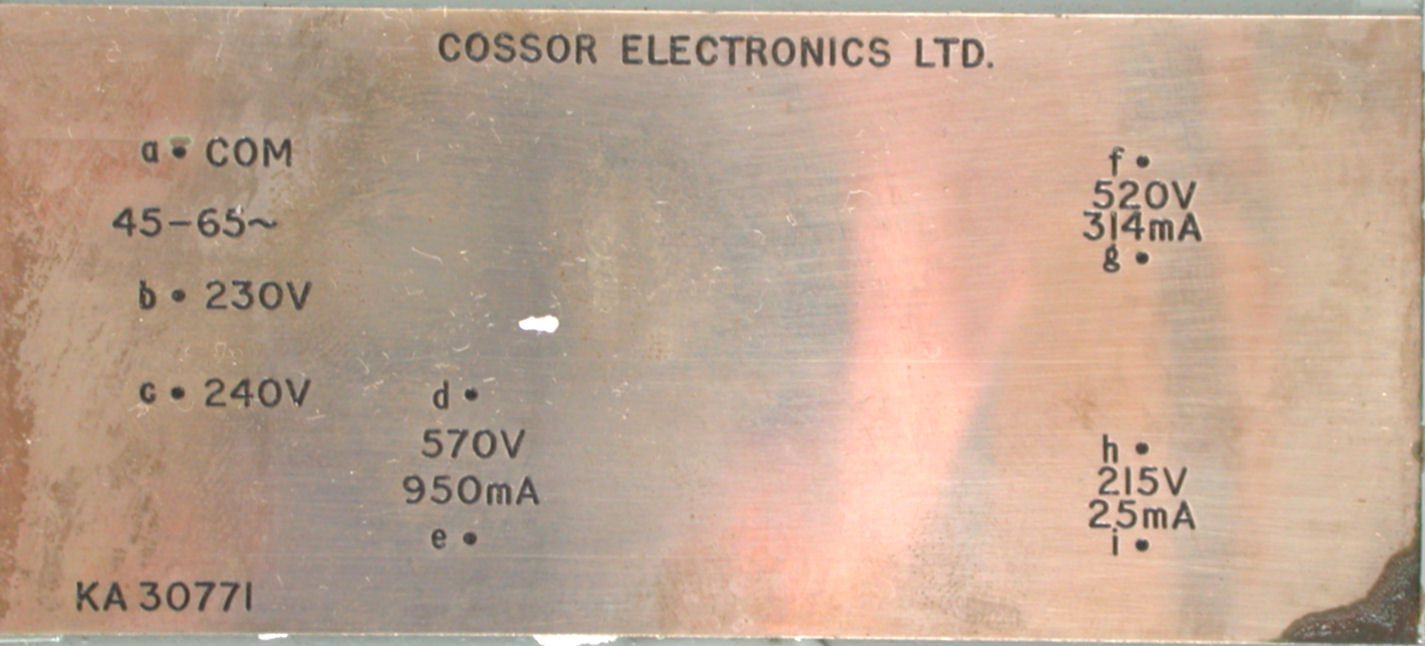 COSSOR ELECTRONICS LTD.
a • COM
45-65~
b • 230V
c • 240V
d •
570V
950mA
e •
f •
520V
314mA
g •
h •
215V
25mA
i •
KA 30771